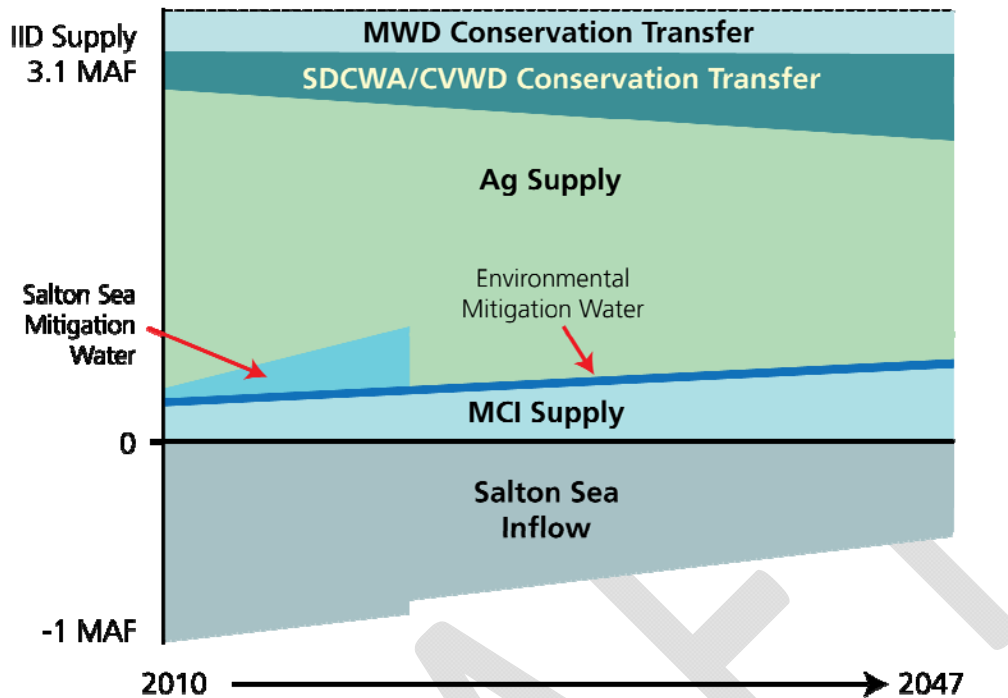 IID Supply
3.1 MAF
MWD Conservation Transfer
SDCWA/CVWD Conservation Transfer
Ag Supply
Environmental
Mitigation Water
Salton Sea
Mitigation
Water
MCI Supply
0
Salton Sea
Inflow
-1 MAF
2010
2047